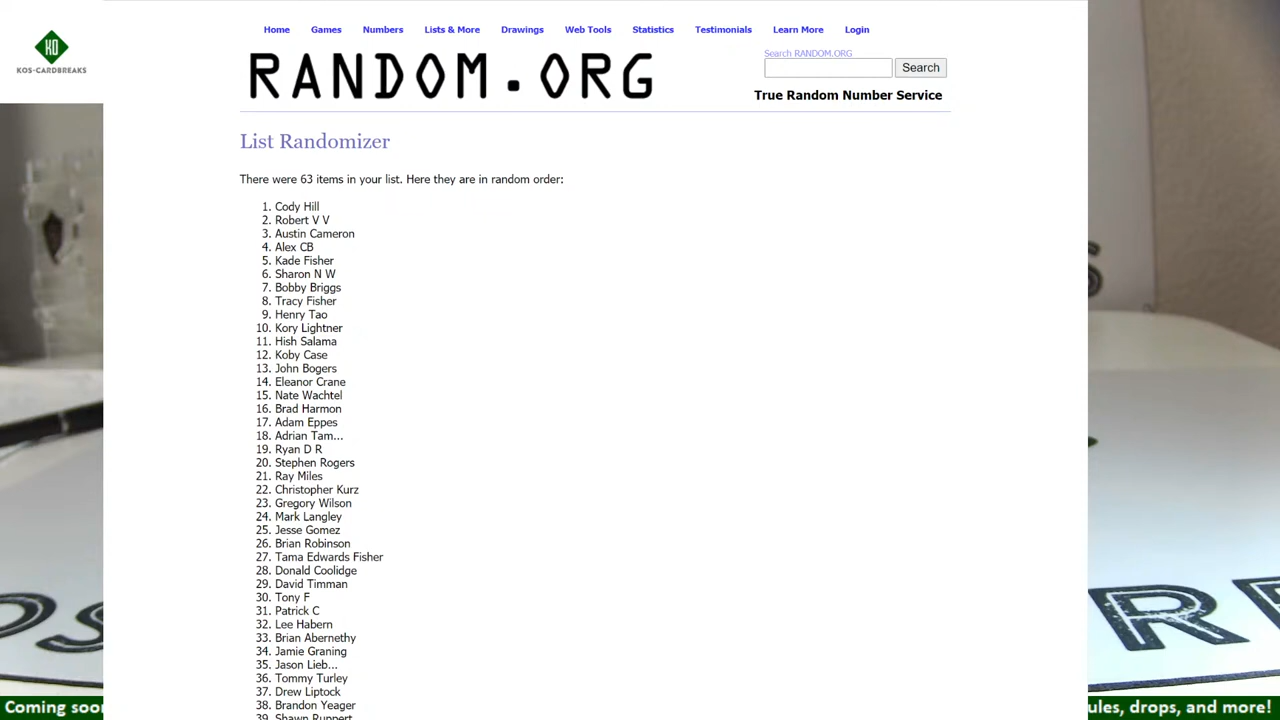 KO
KOS-CARDBREAKS
Home Games Numbers Lists & More Drawings Web Tools Statistics Testimonials Learn More Login
RANDOM.ORG
Search RANDOM.ORG
Search
True Random Number Service
List Randomizer
There were 63 items in your list. Here they are in random order:
1. Cody Hill
2. Robert V V
3. Austin Cameron
4. Alex CB
5. Kade Fisher
6. Sharon N W
7. Bobby Briggs
8. Tracy Fisher
9. Henry Tao
10. Kory Lightner
11. Hish Salama
12. Koby Case
13. John Bogers
14. Eleanor Crane
15. Nate Wachtel
16. Brad Harmon
17. Adam Eppes
18. Adrian Tam...
19. Ryan D R
20. Stephen Rogers
21. Ray Miles
22. Christopher Kurz
23. Gregory Wilson
24. Mark Langley
25. Jesse Gomez
26. Brian Robinson
27. Tama Edwards Fisher
28. Donald Coolidge
29. David Timman
30. Tony F
31. Patrick C
32. Lee Habern
33. Brian Abernethy
34. Jamie Graning
35. Jason Lieb...
36. Tommy Turley
37. Drew Liptock
38. Brandon Yeager
39. Shawn Ruppert
Coming soon
ules, drops, and more!